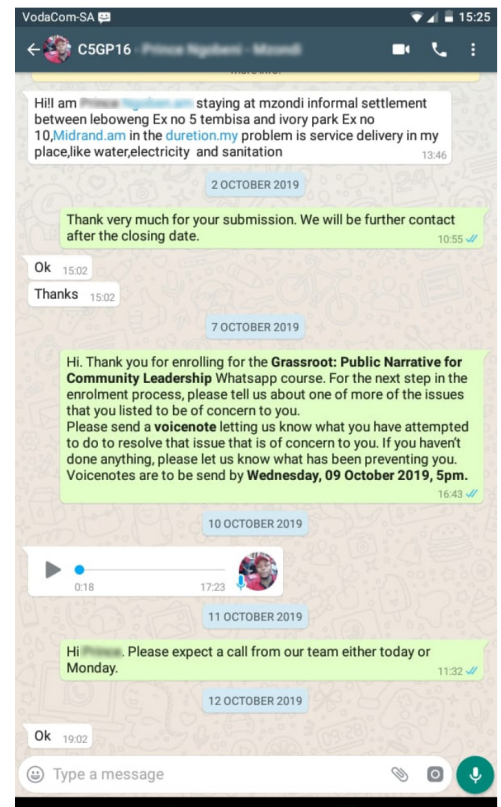 VodaCom-SA 15:25
C5GP16 -
Hi!I am staying at mzondi informal settlement
between leboweng Ex no 5 tembisa and ivory park Ex no
10,Midrand.am in the duretion.my problem is service delivery in my
place,like water,electricity and sanitation
13:46
2 OCTOBER 2019
Thank very much for your submission. We will be further contact
after the closing date.
10:55
Ok 15:02
Thanks 15:02
7 OCTOBER 2019
Hi. Thank you for enrolling for the Grassroot: Public Narrative for
Community Leadership Whatsapp course. For the next step in the
enrolment process, please tell us about one of more of the issues
that you listed to be of concern to you.
Please send a voicenote letting us know what you have attempted
to do to resolve that issue that is of concern to you. If you haven't
done anything, please let us know what has been preventing you.
Voicenotes are to be send by Wednesday, 09 October 2019, 5pm.
16:43
10 OCTOBER 2019
0:18 17:23
11 OCTOBER 2019
Hi . Please expect a call from our team either today or
Monday.
11:32
12 OCTOBER 2019
Ok 19:02
Type a message